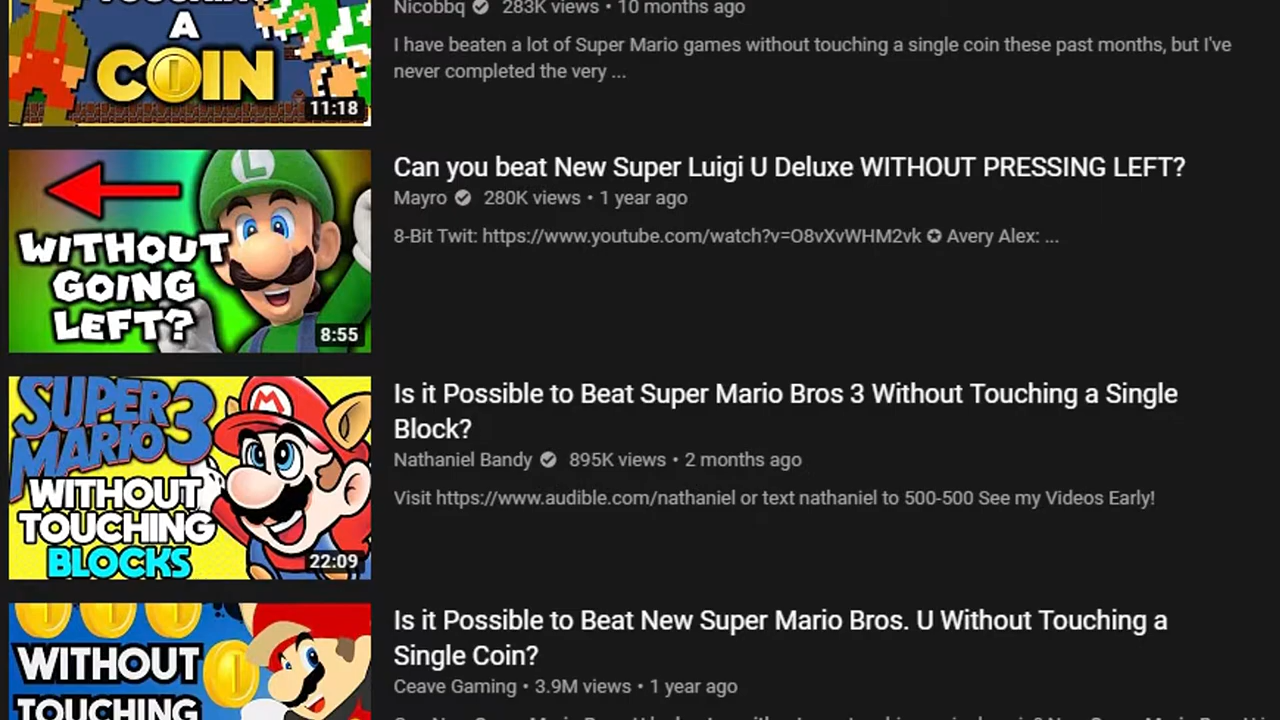 A
COIN
11:18
Nicobbq 283K views • 10 months ago
I have beaten a lot of Super Mario games without touching a single coin these past months, but I've
never completed the very ...
L
WITHOUT
GOING
LEFT?
8:55
Can you beat New Super Luigi U Deluxe WITHOUT PRESSING LEFT?
Mayro 280K views • 1 year ago
8-Bit Twit: https://www.youtube.com/watch?v=O8vXvWHM2vk ✪ Avery Alex: ...
SUPER
MARIO 3
M
WITHOUT
TOUCHING
BLOCKS
22:09
Is it Possible to Beat Super Mario Bros 3 Without Touching a Single
Block?
Nathaniel Bandy 895K views • 2 months ago
Visit https://www.audible.com/nathaniel or text nathaniel to 500-500 See my Videos Early!
WITHOUT
TOUCHING
Is it Possible to Beat New Super Mario Bros. U Without Touching a
Single Coin?
Ceave Gaming • 3.9M views • 1 year ago